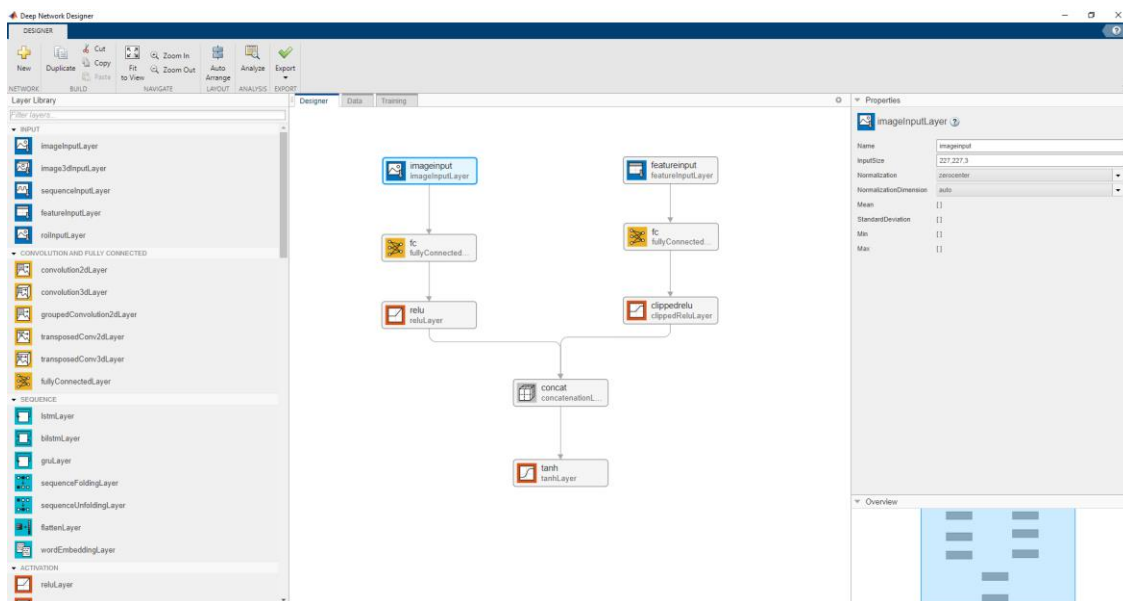 Deep Network Designer
DESIGNER
New
Duplicate
Cut
Copy
Paste
Fit
to View
Zoom In
Zoom Out
Auto
Arrange
Analyze
Export
NETWORK
BUILD
NAVIGATE
LAYOUT
ANALYSIS
EXPORT
Layer Library
Filter layers...
INPUT
imageInputLayer
image3dInputLayer
sequenceInputLayer
featureInputLayer
roiInputLayer
CONVOLUTION AND FULLY CONNECTED
convolution2dLayer
convolution3dLayer
groupedConvolution2dLayer
transposedConv2dLayer
transposedConv3dLayer
fullyConnectedLayer
SEQUENCE
lstmLayer
bilstmLayer
gruLayer
sequenceFoldingLayer
sequenceUnfoldingLayer
flattenLayer
wordEmbeddingLayer
ACTIVATION
reluLayer
Designer
Data
Training
imageinput
imageInputLayer
featureinput
featureInputLayer
fc
fullyConnected...
fc
fullyConnected...
relu
reluLayer
clippedrelu
clippedReluLayer
concat
concatenationL...
tanh
tanhLayer
Properties
imageInputLayer ?
Name imageinput
InputSize 227,227,3
Normalization zerocenter
NormalizationDimension auto
Mean []
StandardDeviation []
Min []
Max []
Overview